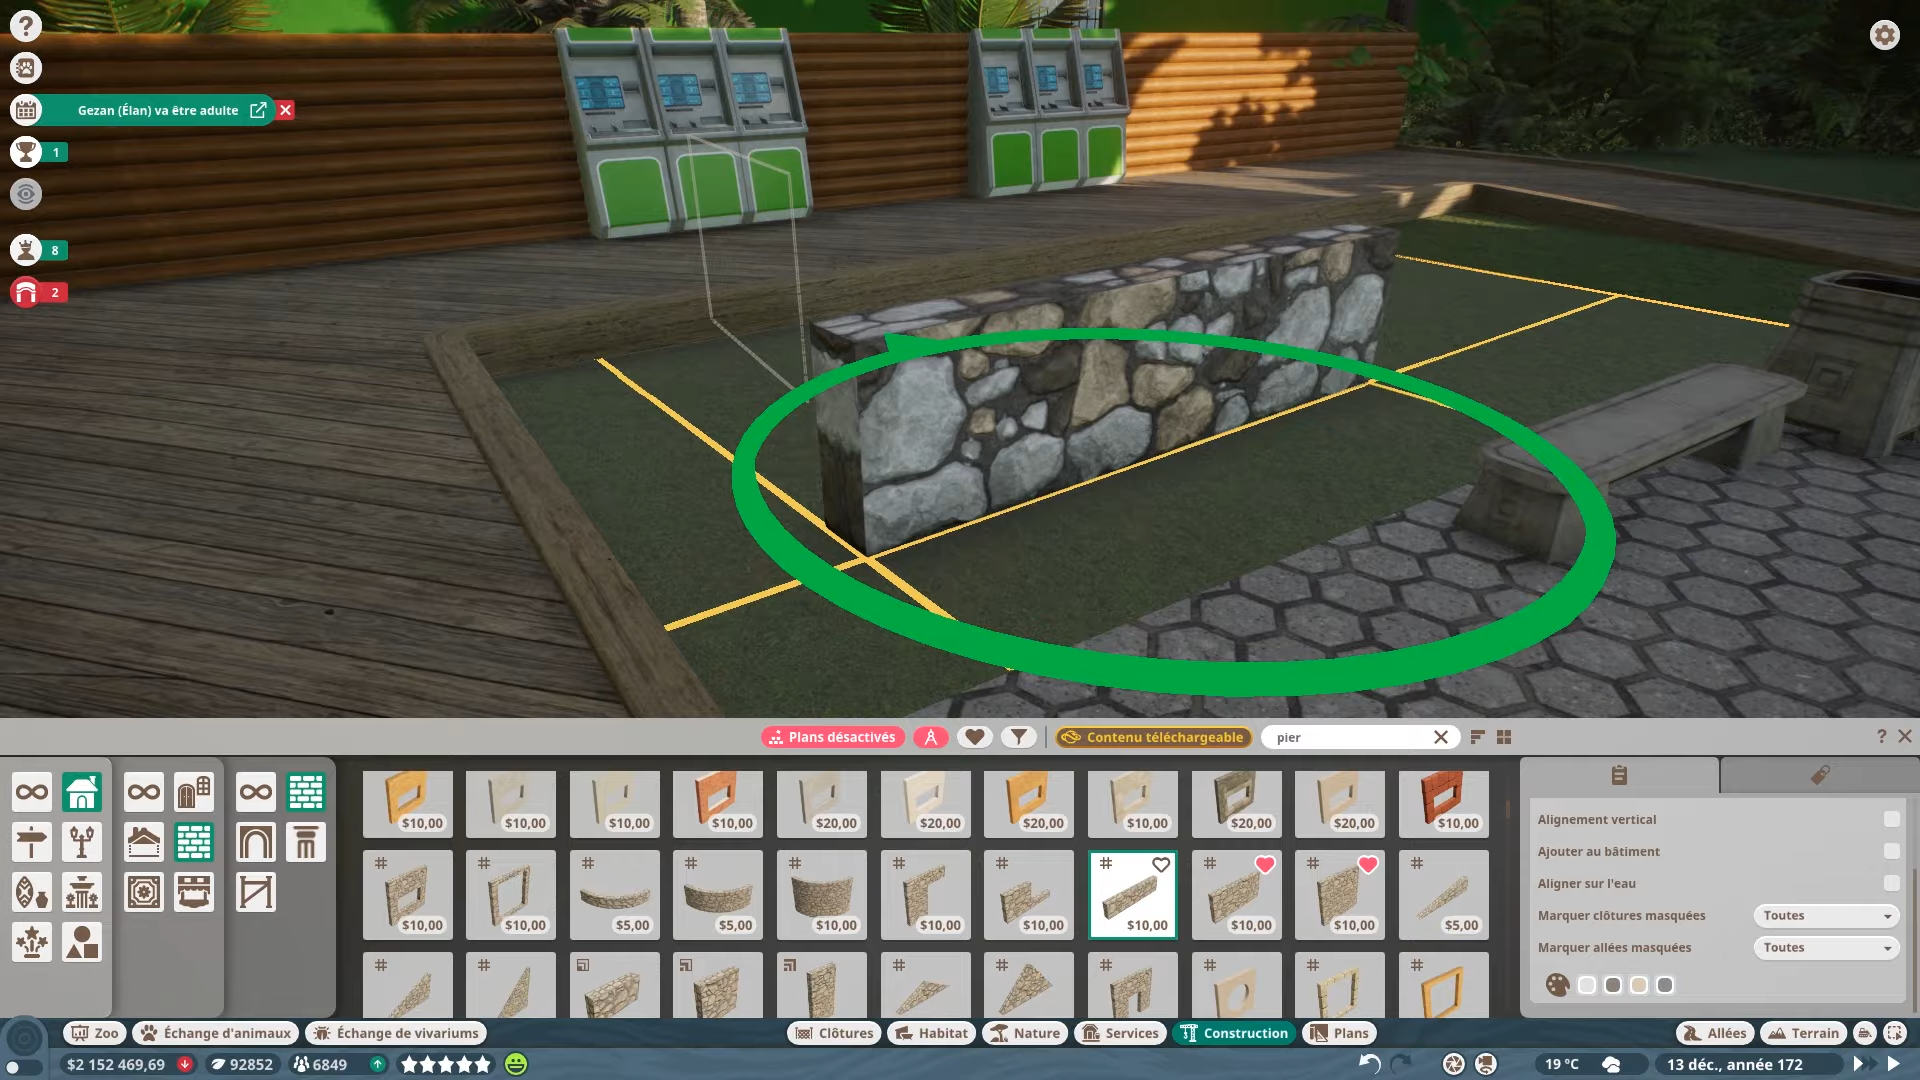 ?
Gezan (Élan) va être adulte
1
8
2
Plans désactivés
Contenu téléchargeable
pier
?
$10,00 $10,00 $10,00 $10,00 $20,00 $20,00 $20,00 $10,00 $20,00 $20,00 $10,00
$10,00 $10,00 $5,00 $5,00 $10,00 $10,00 $10,00 $10,00 $10,00 $10,00 $5,00
Alignement vertical
Ajouter au bâtiment
Aligner sur l'eau
Marquer clôtures masquées Toutes
Marquer allées masquées Toutes
Zoo Échange d'animaux Échange de vivariums Clôtures Habitat Nature Services Construction Plans Allées Terrain
$2 152 469,69 92852 6849 19 °C 13 déc., année 172